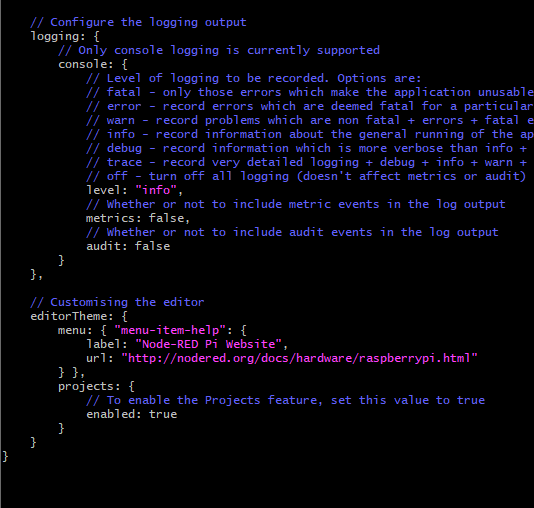 // Configure the logging output
logging: {
// Only console logging is currently supported
console: {
// Level of logging to be recorded. Options are:
// fatal - only those errors which make the application unusable
// error - record errors which are deemed fatal for a particular
// warn - record problems which are non fatal + errors + fatal e
// info - record information about the general running of the ap
// debug - record information which is more verbose than info +
// trace - record very detailed logging + debug + info + warn +
// off - turn off all logging (doesn't affect metrics or audit)
level: "info",
// Whether or not to include metric events in the log output
metrics: false,
// Whether or not to include audit events in the log output
audit: false
}
},
// Customising the editor
editorTheme: {
menu: { "menu-item-help": {
label: "Node-RED Pi Website",
url: "http://nodered.org/docs/hardware/raspberrypi.html"
} },
projects: {
// To enable the Projects feature, set this value to true
enabled: true
}
}
}